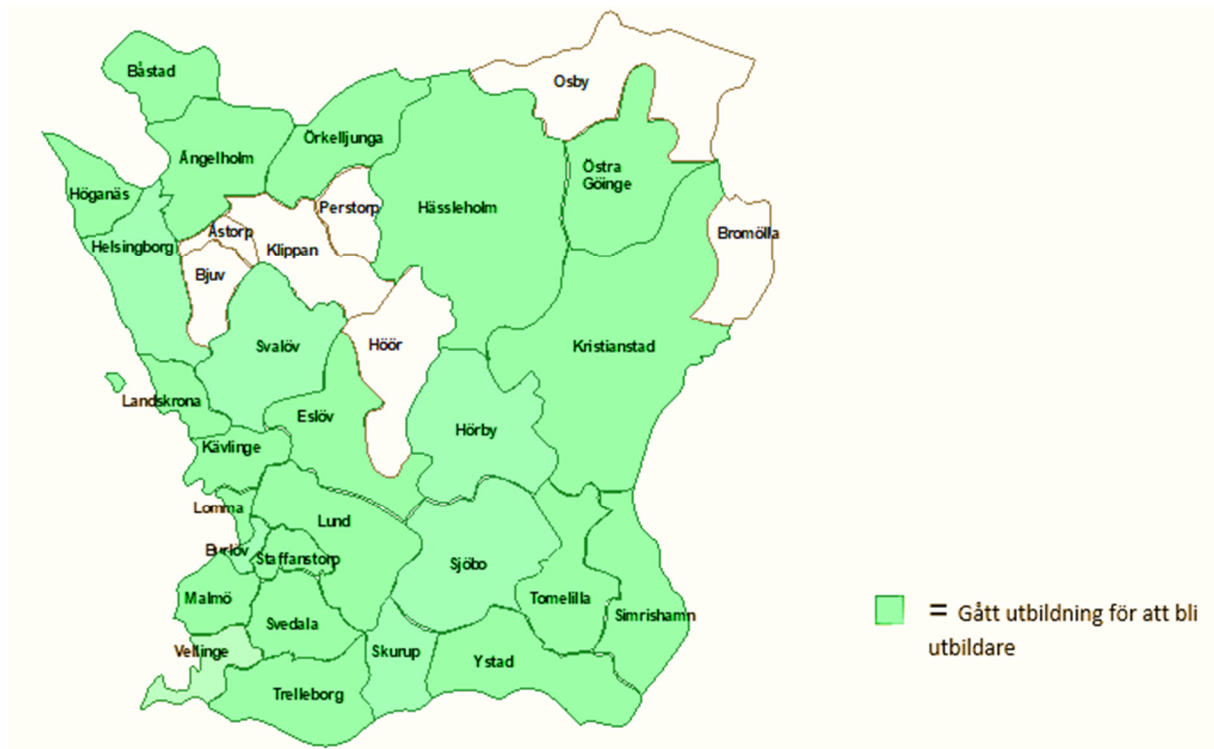 Båstad
Osby
Örkelljunga
Ängelholm
Östra
Göinge
Höganäs
Perstorp
Hässleholm
Åstorp
Bromölla
Helsingborg
Klippan
Bjuv
Svalöv
Höör
Kristianstad
Landskrona
Eslöv
Hörby
Kävlinge
Lomma
Lund
Burlöv
Staffanstorp
Sjöbo
Malmö
Tomelilla
Simrishamn
= Gått utbildning för att bli
utbildare
Svedala
Vellinge
Skurup
Ystad
Trelleborg